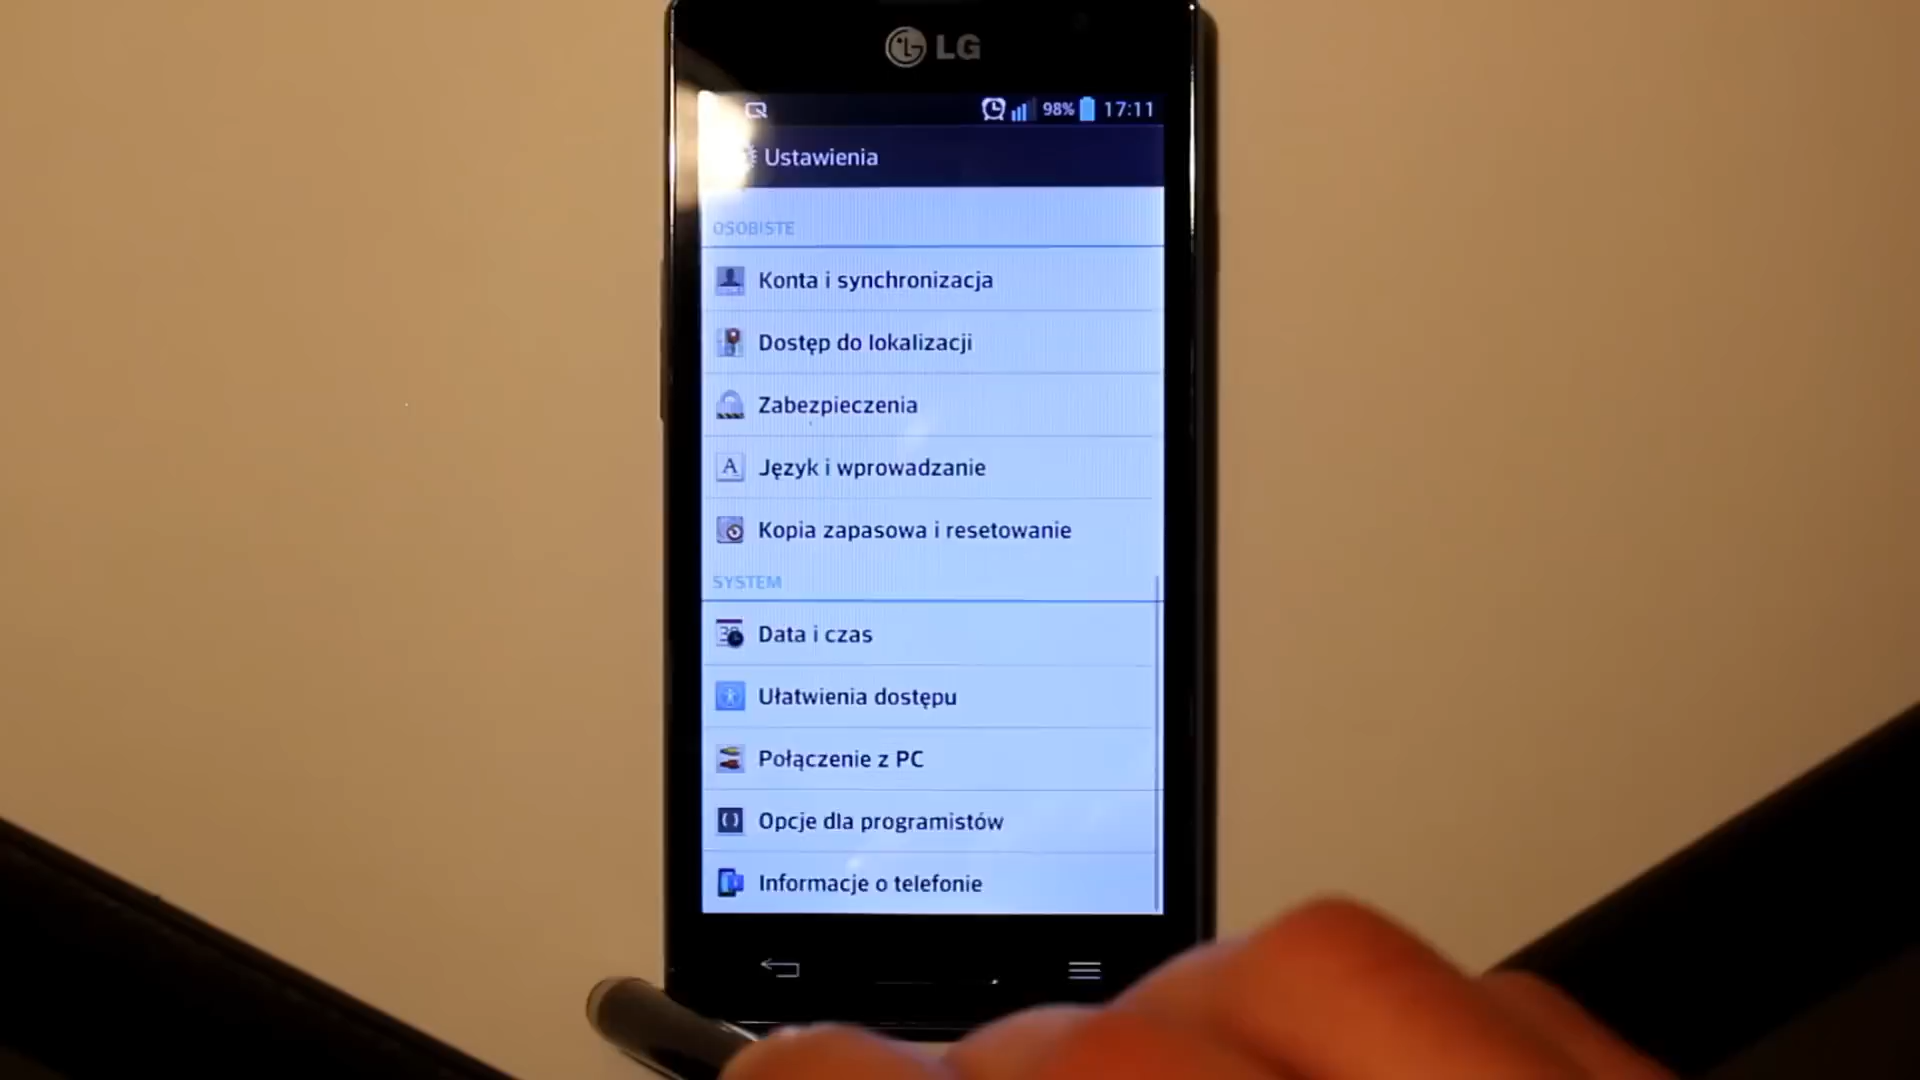 LG
98% 17:11
Ustawienia
OSOBISTE
Konta i synchronizacja
Dostęp do lokalizacji
Zabezpieczenia
Język i wprowadzanie
Kopia zapasowa i resetowanie
SYSTEM
Data i czas
Ułatwienia dostępu
Połączenie z PC
Opcje dla programistów
Informacje o telefonie